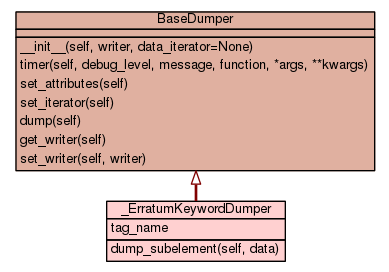 BaseDumper
__init__(self, writer, data_iterator=None)
timer(self, debug_level, message, function, *args, **kwargs)
set_attributes(self)
set_iterator(self)
dump(self)
get_writer(self)
set_writer(self, writer)
_ErratumKeywordDumper
tag_name
dump_subelement(self, data)